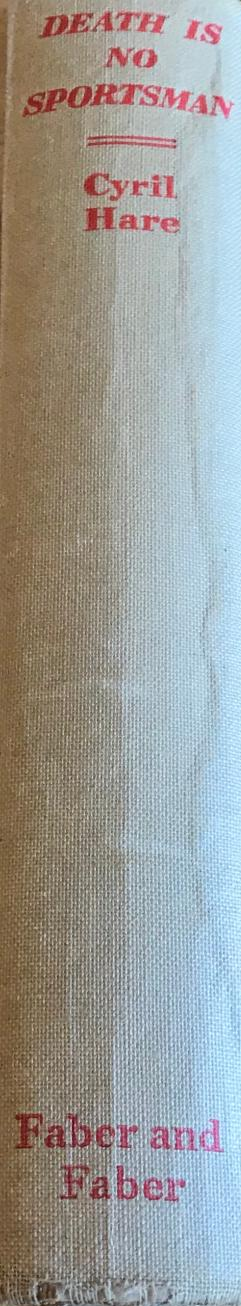 DEATH IS
NO
SPORTSMAN
Cyril
Hare
Faber and
Faber